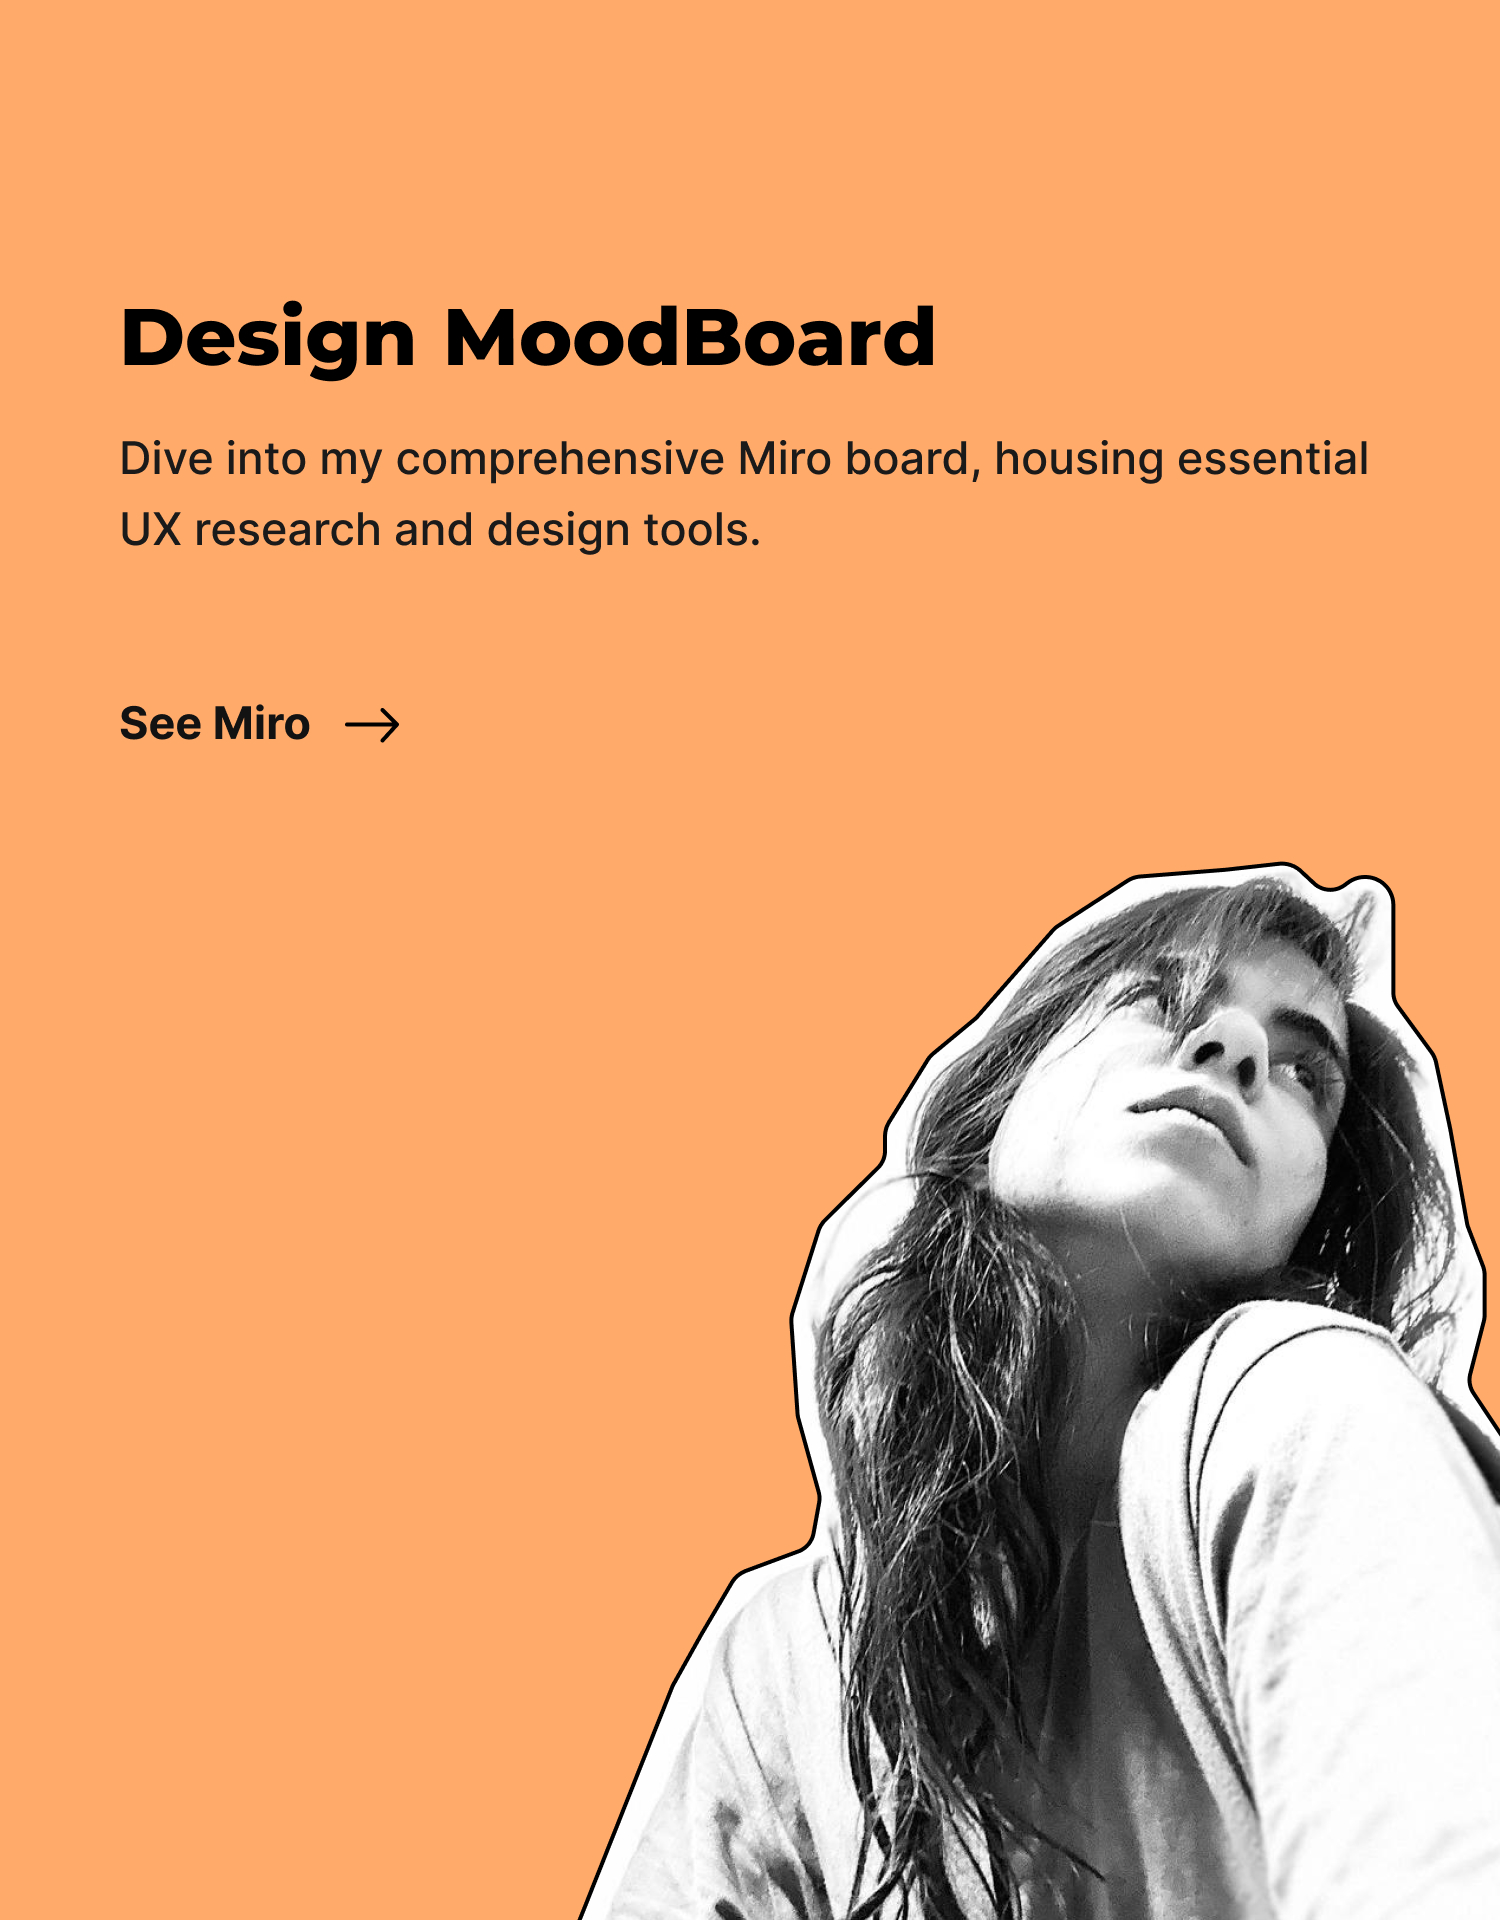 Design MoodBoard
Dive into my comprehensive Miro board, housing essential
UX research and design tools.
See Miro